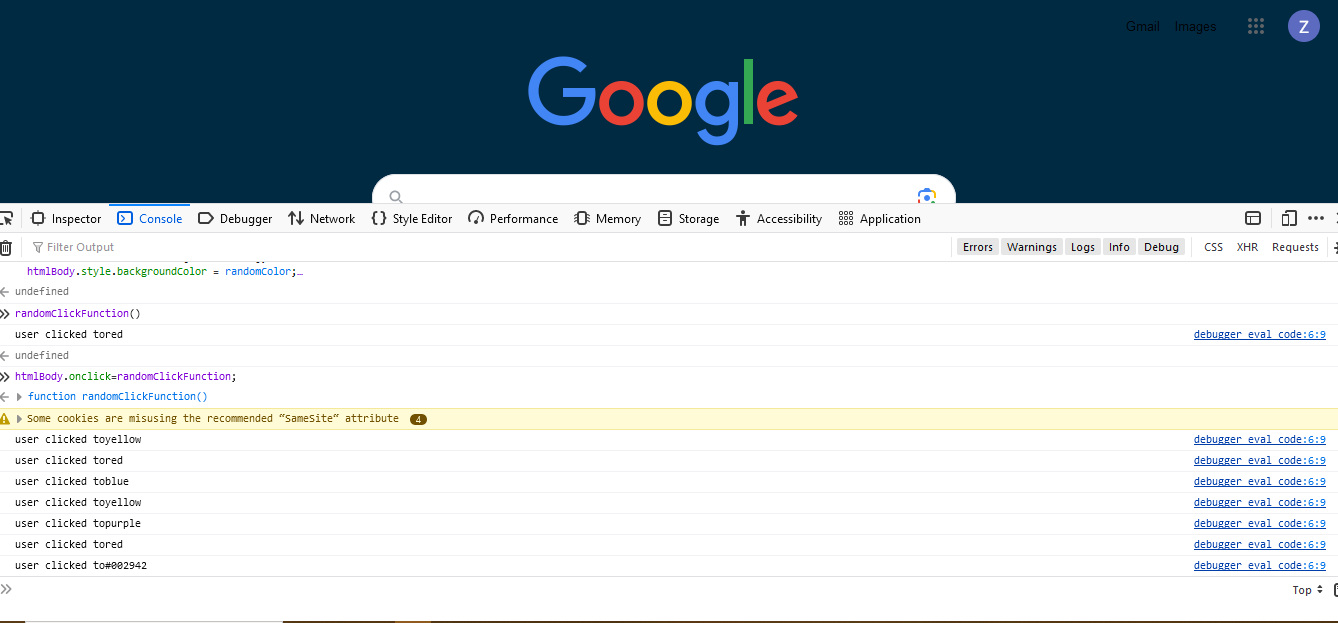 Gmail Images
Z
Google
Inspector Console Debugger Network Style Editor Performance Memory Storage Accessibility Application
Filter Output Errors Warnings Logs Info Debug CSS XHR Requests
htmlBody.style.backgroundColor = randomColor;…
undefined
randomClickFunction()
user clicked tored debugger eval code:6:9
undefined
htmlBody.onclick=randomClickFunction;
function randomClickFunction()
Some cookies are misusing the recommended “SameSite“ attribute 4
user clicked toyellow debugger eval code:6:9
user clicked tored debugger eval code:6:9
user clicked toblue debugger eval code:6:9
user clicked toyellow debugger eval code:6:9
user clicked topurple debugger eval code:6:9
user clicked tored debugger eval code:6:9
user clicked to#002942 debugger eval code:6:9
Top